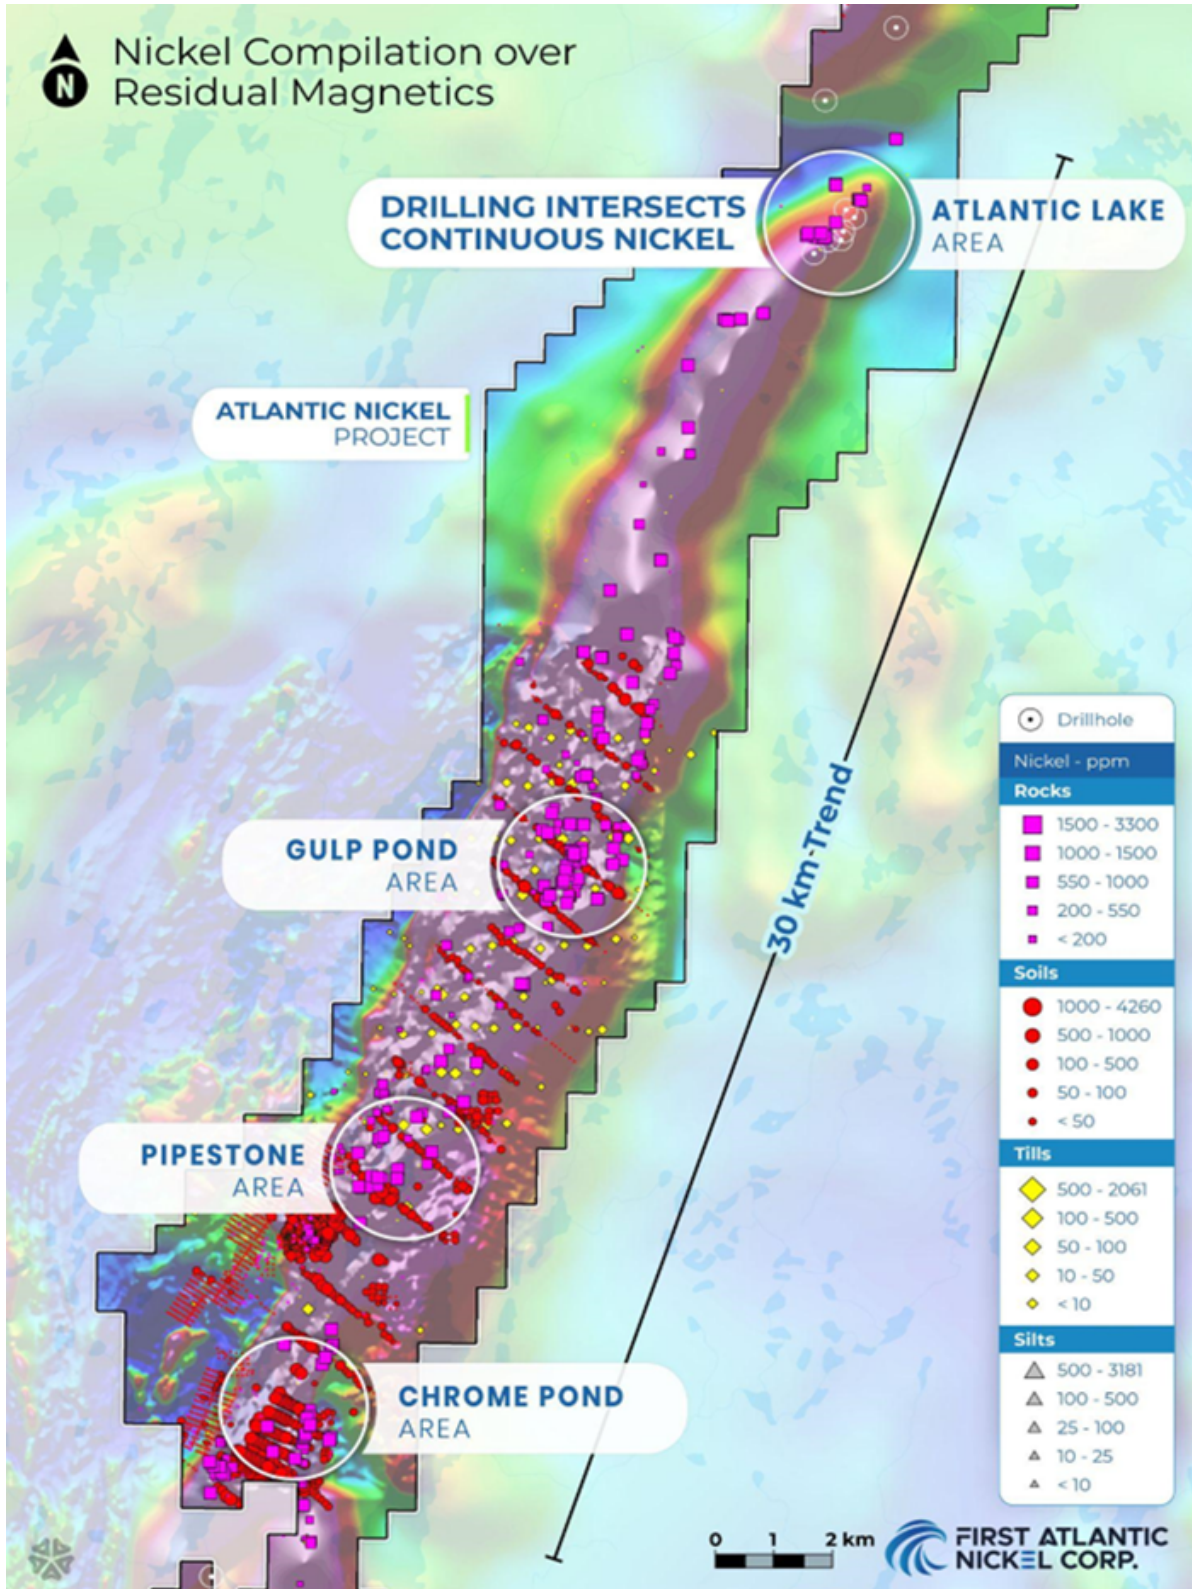 N
Nickel Compilation over
Residual Magnetics
DRILLING INTERSECTS
CONTINUOUS NICKEL
ATLANTIC LAKE
AREA
ATLANTIC NICKEL
PROJECT
30 km-Trend
GULP POND
AREA
PIPESTONE
AREA
CHROME POND
AREA
Drillhole
Nickel - ppm
Rocks
1500 - 3300
1000 - 1500
550 - 1000
200 - 550
< 200
Soils
1000 - 4260
500 - 1000
100 - 500
50 - 100
< 50
Tills
500 - 2061
100 - 500
50 - 100
10 - 50
< 10
Silts
500 - 3181
100 - 500
25 - 100
10 - 25
< 10
0 1 2 km
FIRST ATLANTIC
NICKEL CORP.